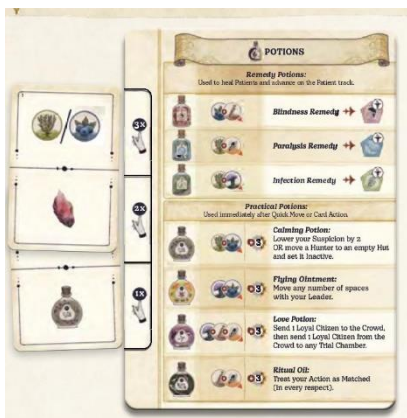 POTIONS
Remedy Potions:
Used to heal Patients and advance on the Patient track.
Blindness Remedy
Paralysis Remedy
Infection Remedy
Practical Potions:
Used immediately after Quick Move or Card Action.
3X
2X
1X
Calming Potion:
3
Lower your Suspicion by 2
OR move a Hunter to an empty Hut
and set it Inactive.
Flying Ointment:
3
Move any number of spaces
with your Leader.
Love Potion:
3
Send 1 Loyal Citizen to the Crowd,
then send 1 Loyal Citizen from the
Crowd to any Trial Chamber.
Ritual Oil:
3
Treat your Action as Matched
(in every respect).